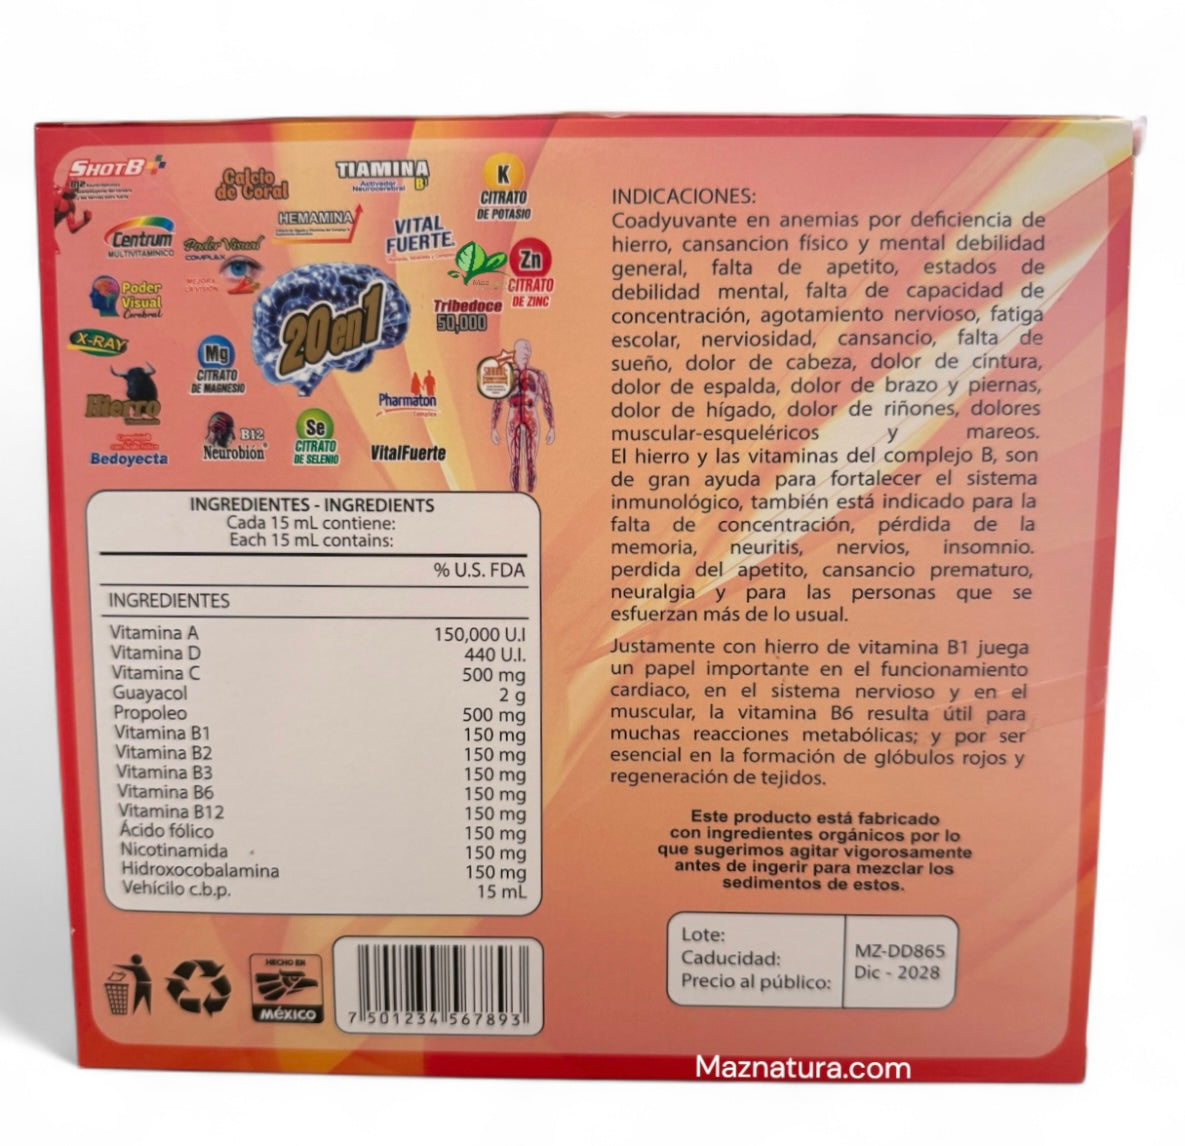 SHOTB
Calcio
de Coral
TIAMINA
B1
Activador
Neurocerebral
K
CITRATO
DE POTASIO
HEMAMINA
Centrum
MULTIVITAMINICO
Poder Visual
COMPLEX
MEJORA
LA VISIÓN
VITAL
FUERTE
Zn
CITRATO
DE ZINC
Poder
Visual
Cerebral
20en1
Tribedoce
50,000
X-RAY
Mg
CITRATO
DE MAGNESIO
Hierro
Pharmaton
Complex
Bedoyecta
B12
Neurobión
Se
CITRATO
DE SELENIO
VitalFuerte
INGREDIENTES - INGREDIENTS
Cada 15 mL contiene:
Each 15 mL contains:
% U.S. FDA
INGREDIENTES
Vitamina A 150,000 U.I
Vitamina D 440 U.I.
Vitamina C 500 mg
Guayacol 2 g
Propoleo 500 mg
Vitamina B1 150 mg
Vitamina B2 150 mg
Vitamina B3 150 mg
Vitamina B6 150 mg
Vitamina B12 150 mg
Ácido fólico 150 mg
Nicotinamida 150 mg
Hidroxocobalamina 150 mg
Vehícilo c.b.p. 15 mL
HECHO EN
MÉXICO
7 501234 567893
INDICACIONES:
Coadyuvante en anemias por deficiencia de
hierro, cansancion físico y mental debilidad
general, falta de apetito, estados de
debilidad mental, falta de capacidad de
concentración, agotamiento nervioso, fatiga
escolar, nerviosidad, cansancio, falta de
sueño, dolor de cabeza, dolor de cintura,
dolor de espalda, dolor de brazo y piernas,
dolor de hígado, dolor de riñones, dolores
muscular-esqueléricos y mareos.
El hierro y las vitaminas del complejo B, son
de gran ayuda para fortalecer el sistema
inmunológico, también está indicado para la
falta de concentración, pérdida de la
memoria, neuritis, nervios, insomnio.
perdida del apetito, cansancio prematuro,
neuralgia y para las personas que se
esfuerzan más de lo usual.
Justamente con hierro de vitamina B1 juega
un papel importante en el funcionamiento
cardiaco, en el sistema nervioso y en el
muscular, la vitamina B6 resulta útil para
muchas reacciones metabólicas; y por ser
esencial en la formación de glóbulos rojos y
regeneración de tejidos.
Este producto está fabricado
con ingredientes orgánicos por lo
que sugerimos agitar vigorosamente
antes de ingerir para mezclar los
sedimentos de estos.
Lote: MZ-DD865
Caducidad: Dic - 2028
Precio al público:
Maznatura.com